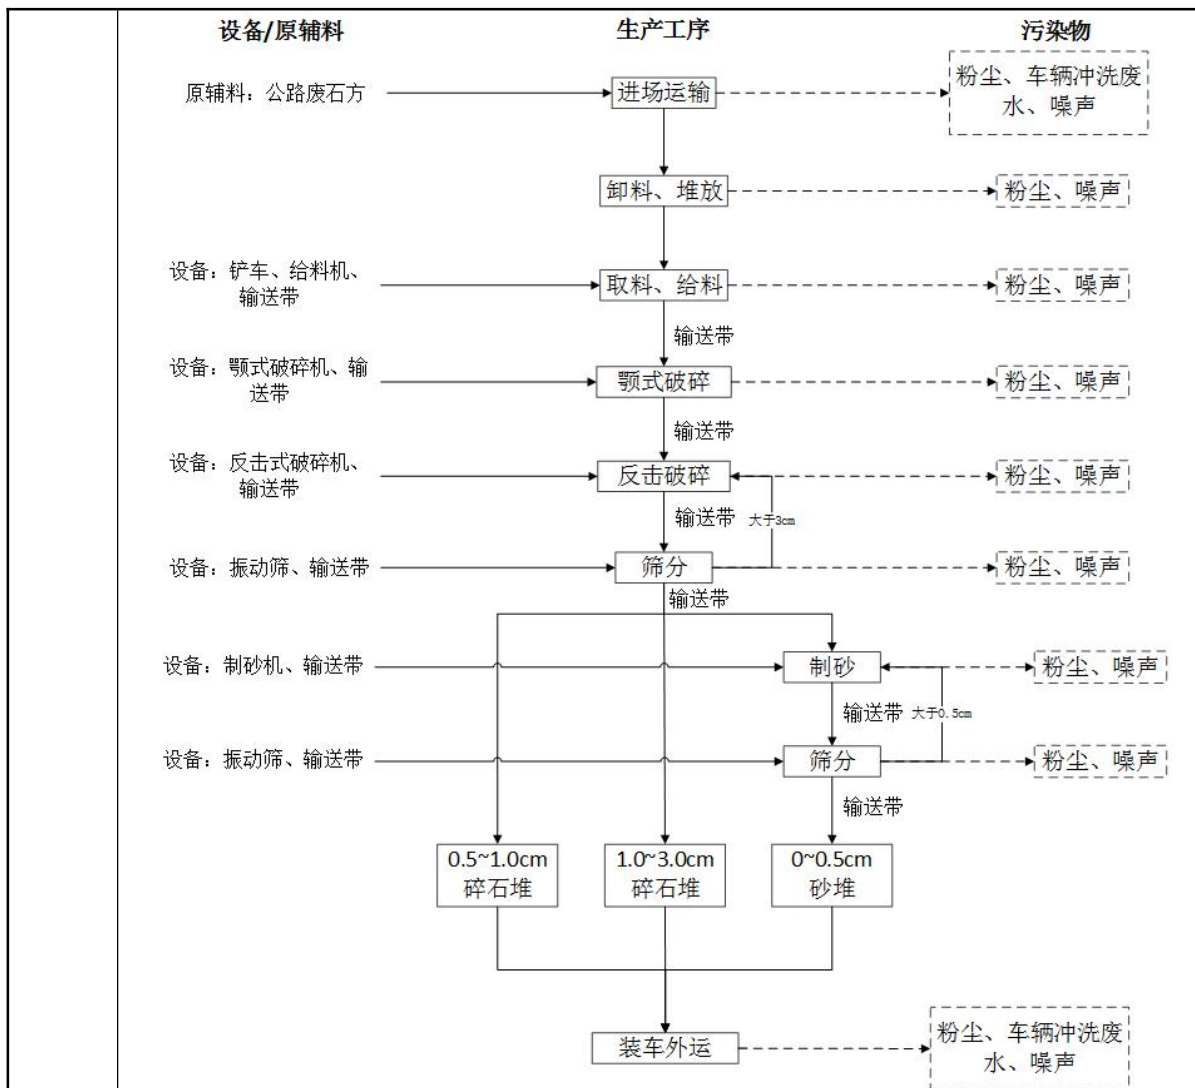 设备/原辅料
生产工序
污染物
原辅料：公路废石方
进场运输
粉尘、车辆冲洗废
水、噪声
卸料、堆放
粉尘、噪声
设备：铲车、给料机、
输送带
取料、给料
粉尘、噪声
输送带
设备：颚式破碎机、输
送带
颚式破碎
粉尘、噪声
输送带
设备：反击式破碎机、
输送带
反击破碎
粉尘、噪声
输送带
大于3cm
设备：振动筛、输送带
筛分
粉尘、噪声
输送带
设备：制砂机、输送带
制砂
粉尘、噪声
输送带
大于0.5cm
设备：振动筛、输送带
筛分
粉尘、噪声
输送带
0.5~1.0cm
碎石堆
1.0~3.0cm
碎石堆
0~0.5cm
砂堆
装车外运
粉尘、车辆冲洗废
水、噪声